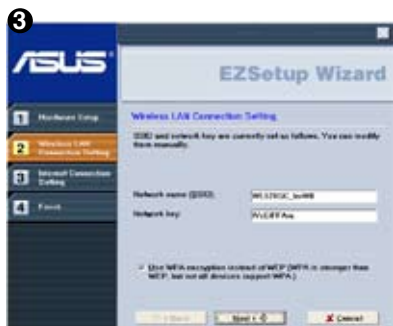 3
ASUS
EZSetup Wizard
1 Hardware Setup
Wireless LAN Connection Setting
2 Wireless LAN
Connection Setting
SSID and network key are currently set as follows. You can modify
them manually.
3 Internet Connection
Setting
4 Finish
Network name (SSID):
Network key:
Use WPA encryption instead of WEP (WPA is stronger than
WEP, but not all devices support WPA.)
Next
Cancel